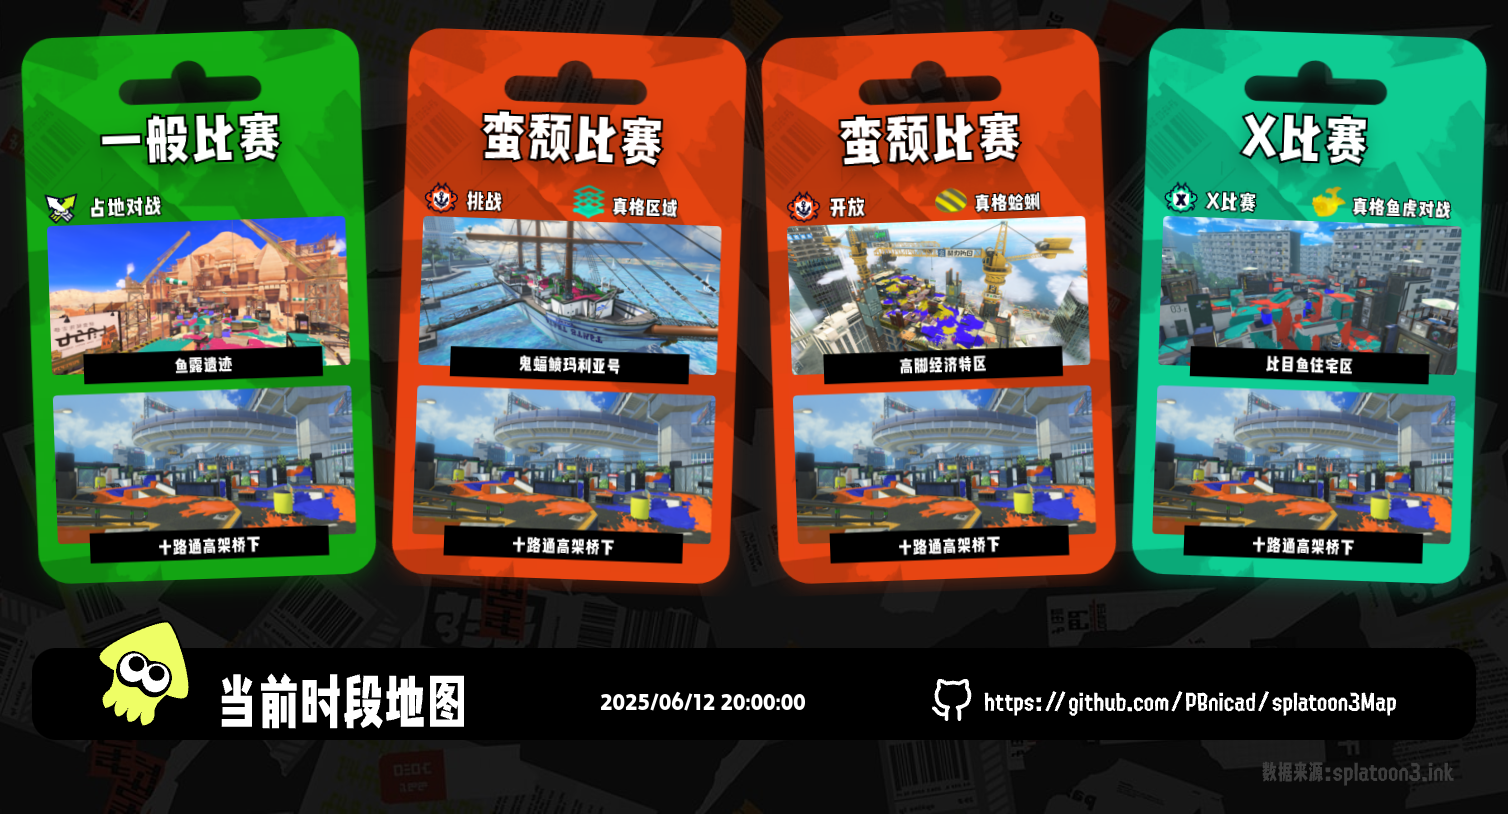 一般比赛
占地对战
鱼露遗迹
十路通高架桥下
蛮颓比赛
挑战
真格区域
鬼蝠鲼玛利亚号
十路通高架桥下
蛮颓比赛
开放
真格蛤蜊
高脚经济特区
十路通高架桥下
X比赛
X比赛
真格鱼虎对战
比目鱼住宅区
十路通高架桥下
当前时段地图
2025/06/12 20:00:00
https://github.com/PBnicad/splatoon3Map
数据来源:splatoon3.ink